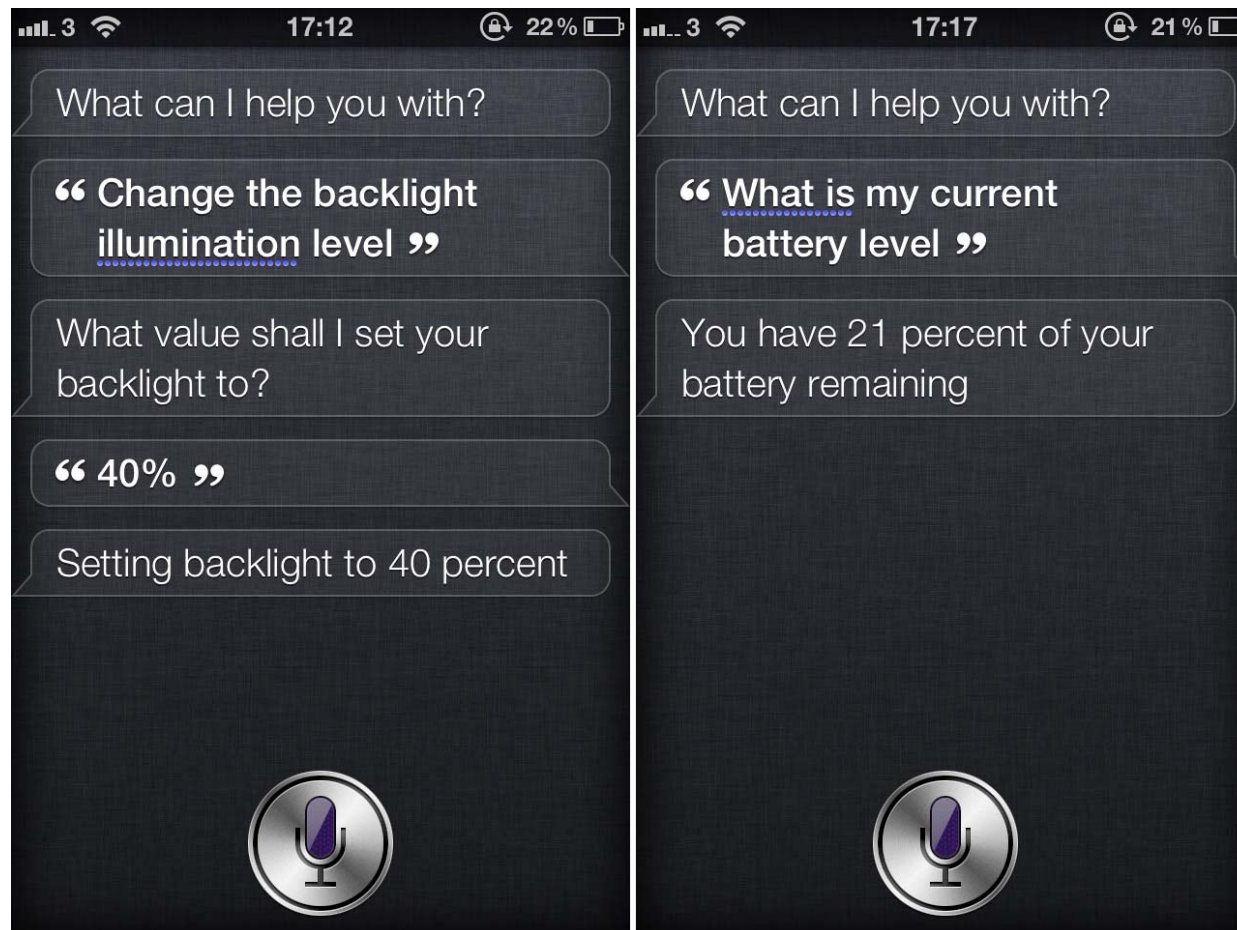 3 17:12 22%
What can I help you with?
“ Change the backlight
illumination level ”
What value shall I set your
backlight to?
“ 40% ”
Setting backlight to 40 percent
3 17:17 21%
What can I help you with?
“ What is my current
battery level ”
You have 21 percent of your
battery remaining